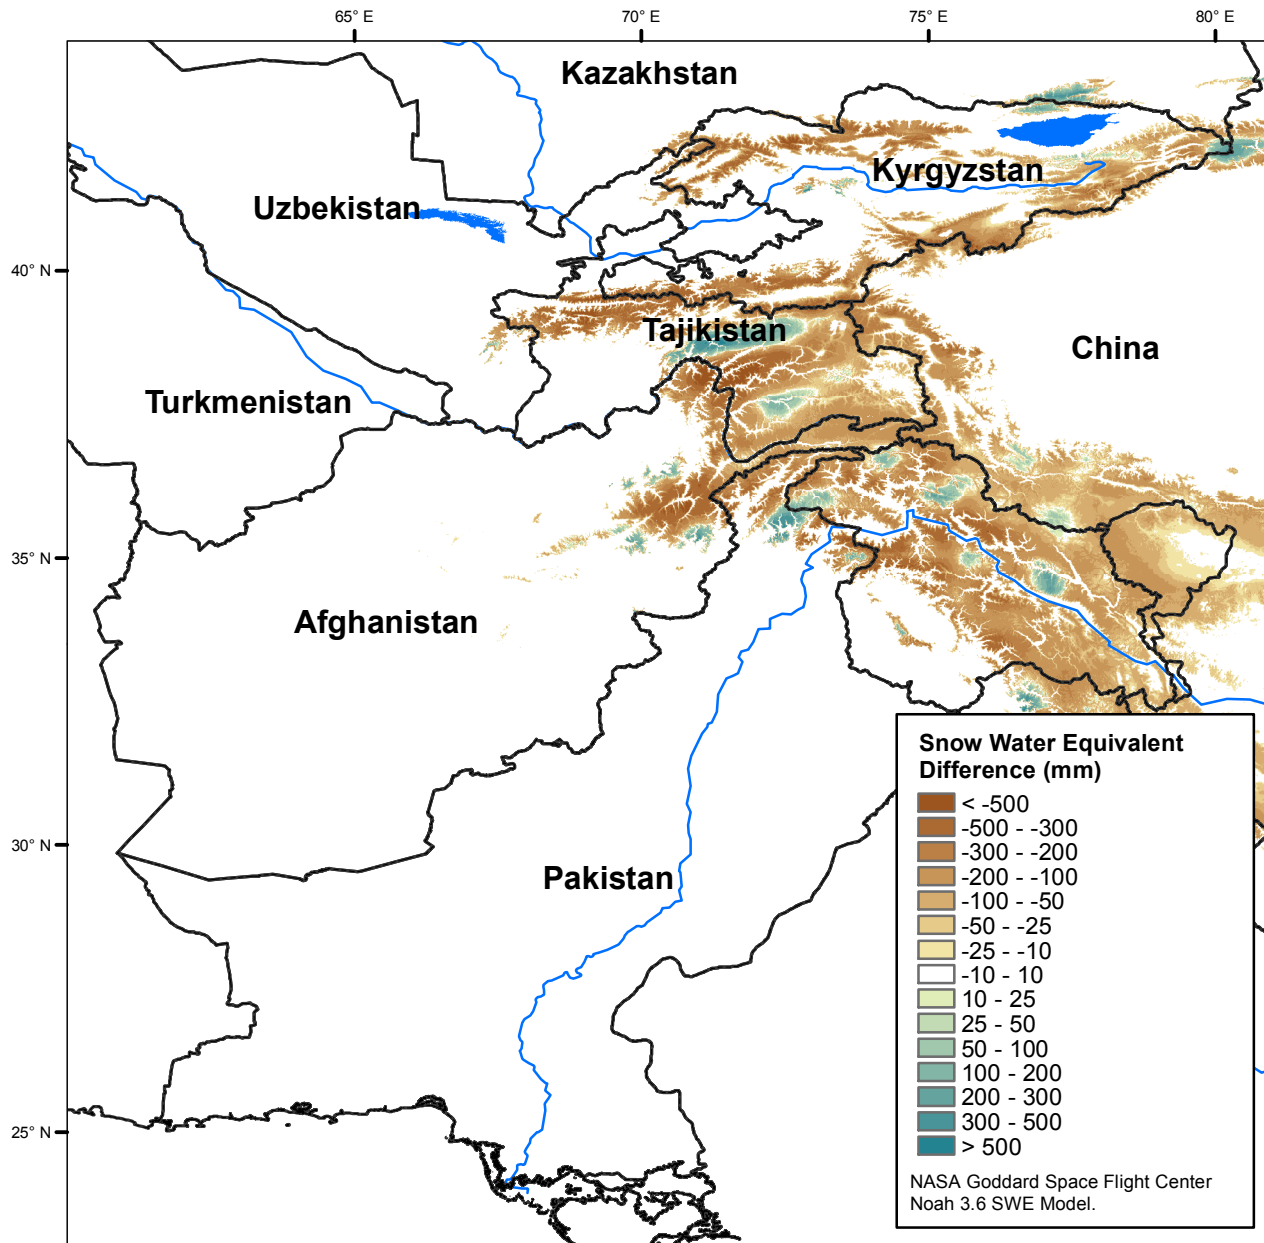 65° E
70° E
75° E
80° E
Kazakhstan
Kyrgyzstan
Uzbekistan
40° N
Tajikistan
China
Turkmenistan
35° N
Afghanistan
Snow Water Equivalent
Difference (mm)
< -500
-500 - -300
-300 - -200
-200 - -100
-100 - -50
-50 - -25
-25 - -10
-10 - 10
10 - 25
25 - 50
50 - 100
100 - 200
200 - 300
300 - 500
> 500
NASA Goddard Space Flight Center
Noah 3.6 SWE Model.
30° N
Pakistan
25° N